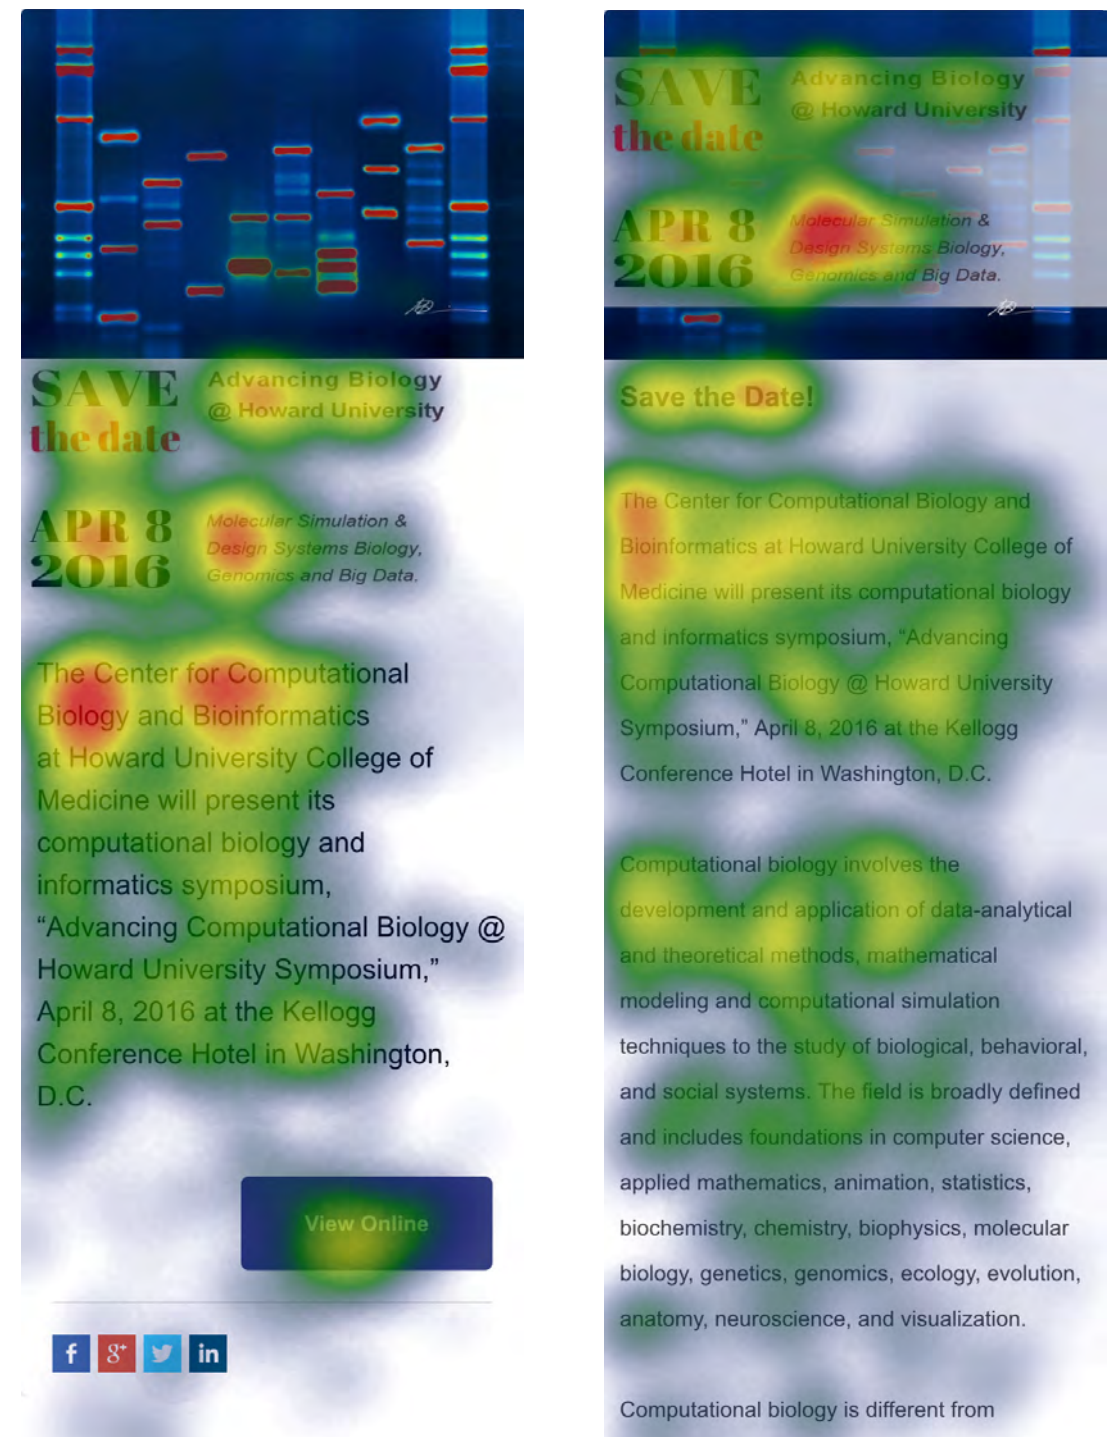 SAVE
the date
Advancing Biology
@ Howard University
APR 8
2016
Molecular Simulation &
Design Systems Biology,
Genomics and Big Data.
The Center for Computational
Biology and Bioinformatics
at Howard University College of
Medicine will present its
computational biology and
informatics symposium,
“Advancing Computational Biology @
Howard University Symposium,”
April 8, 2016 at the Kellogg
Conference Hotel in Washington,
D.C.
View Online
f
g+
in
SAVE
the date
Advancing Biology
@ Howard University
APR 8
2016
Molecular Simulation &
Design Systems Biology,
Genomics and Big Data.
Save the Date!
The Center for Computational Biology and
Bioinformatics at Howard University College of
Medicine will present its computational biology
and informatics symposium, “Advancing
Computational Biology @ Howard University
Symposium,” April 8, 2016 at the Kellogg
Conference Hotel in Washington, D.C.
Computational biology involves the
development and application of data-analytical
and theoretical methods, mathematical
modeling and computational simulation
techniques to the study of biological, behavioral,
and social systems. The field is broadly defined
and includes foundations in computer science,
applied mathematics, animation, statistics,
biochemistry, chemistry, biophysics, molecular
biology, genetics, genomics, ecology, evolution,
anatomy, neuroscience, and visualization.
Computational biology is different from